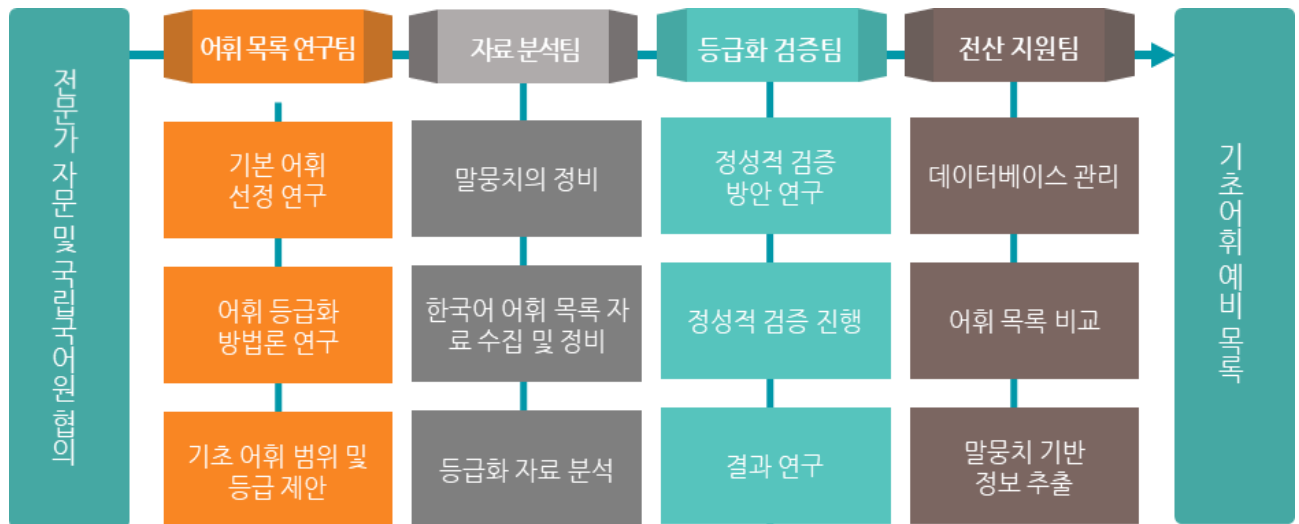 전문가 자문 및 국립국어원 협의
어휘 목록 연구팀
자료 분석팀
등급화 검증팀
전산 지원팀
기본 어휘
선정 연구
말뭉치의 정비
정성적 검증
방안 연구
데이터베이스 관리
어휘 등급화
방법론 연구
한국어 어휘 목록 자
료 수집 및 정비
정성적 검증 진행
어휘 목록 비교
기초 어휘 범위 및
등급 제안
등급화 자료 분석
결과 연구
말뭉치 기반
정보 추출
기초어휘 예비 목록